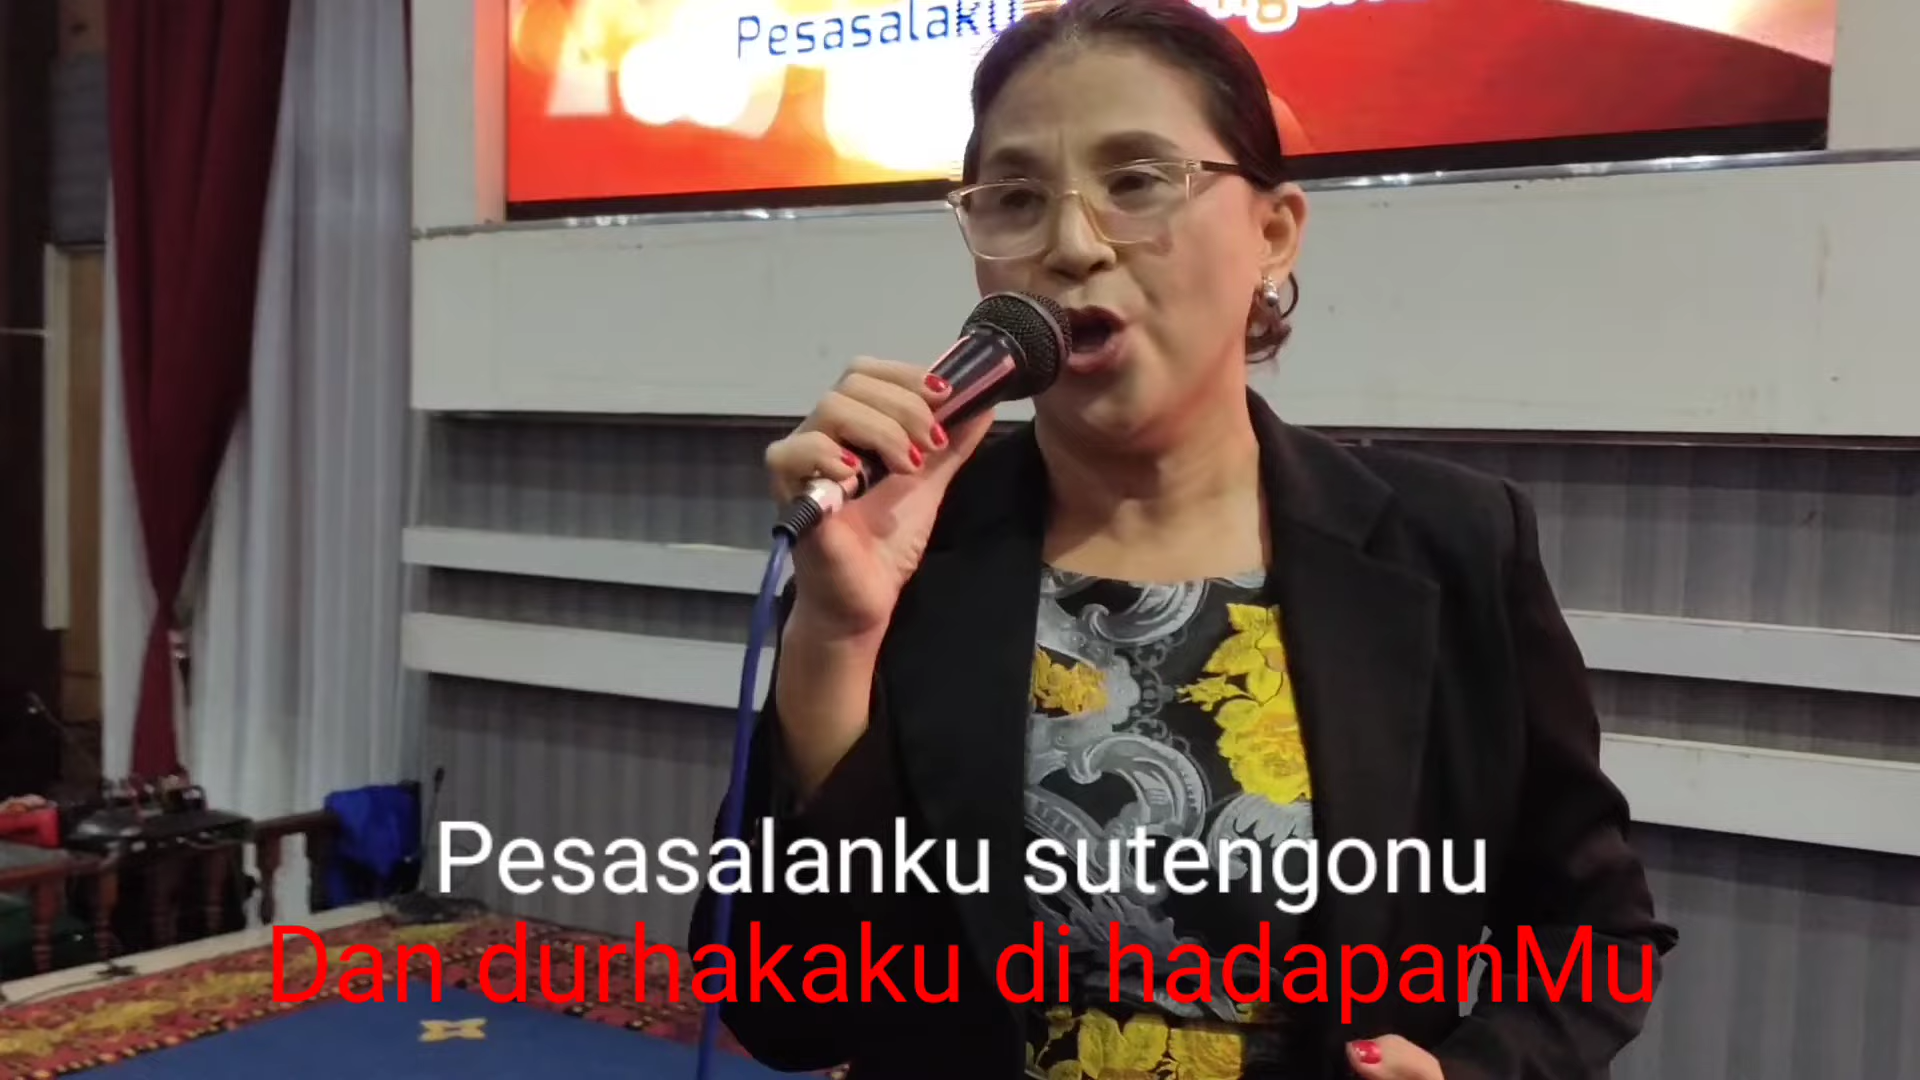 Pesasalaku
Pesasalanku sutengonu
Dan durhakaku di hadapanMu